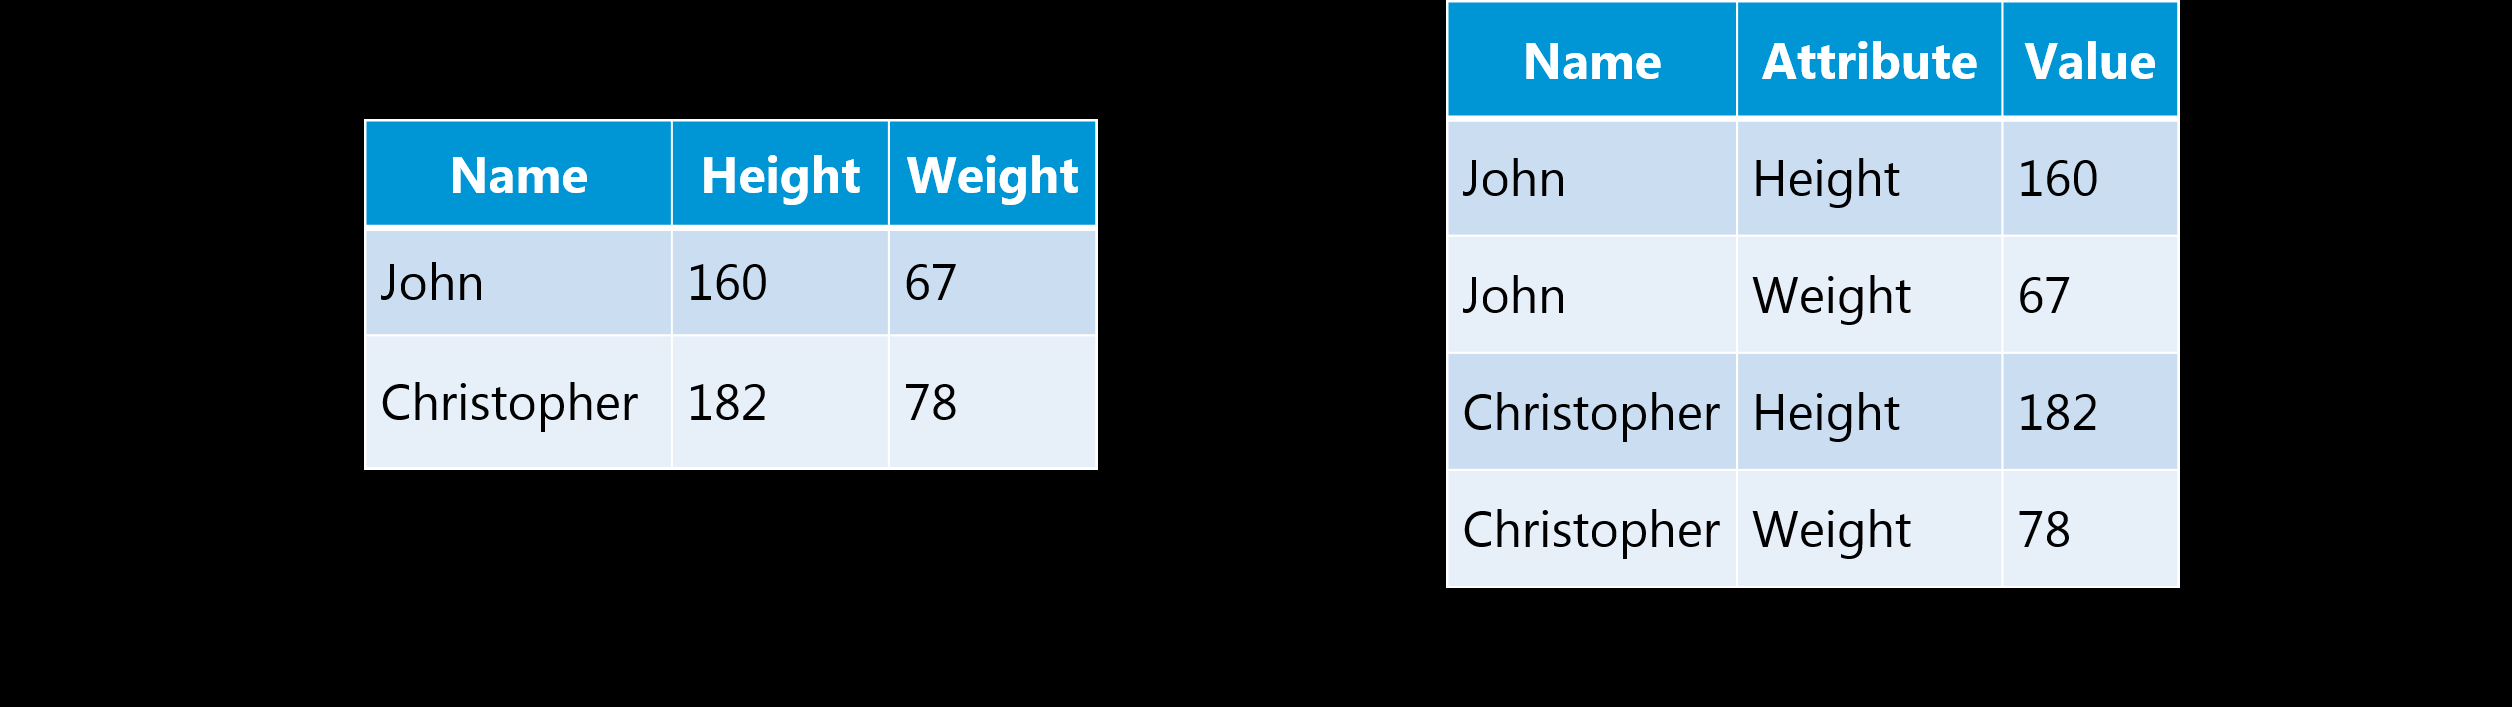 Name Height Weight
John 160 67
Christopher 182 78
Name Attribute Value
John Height 160
John Weight 67
Christopher Height 182
Christopher Weight 78